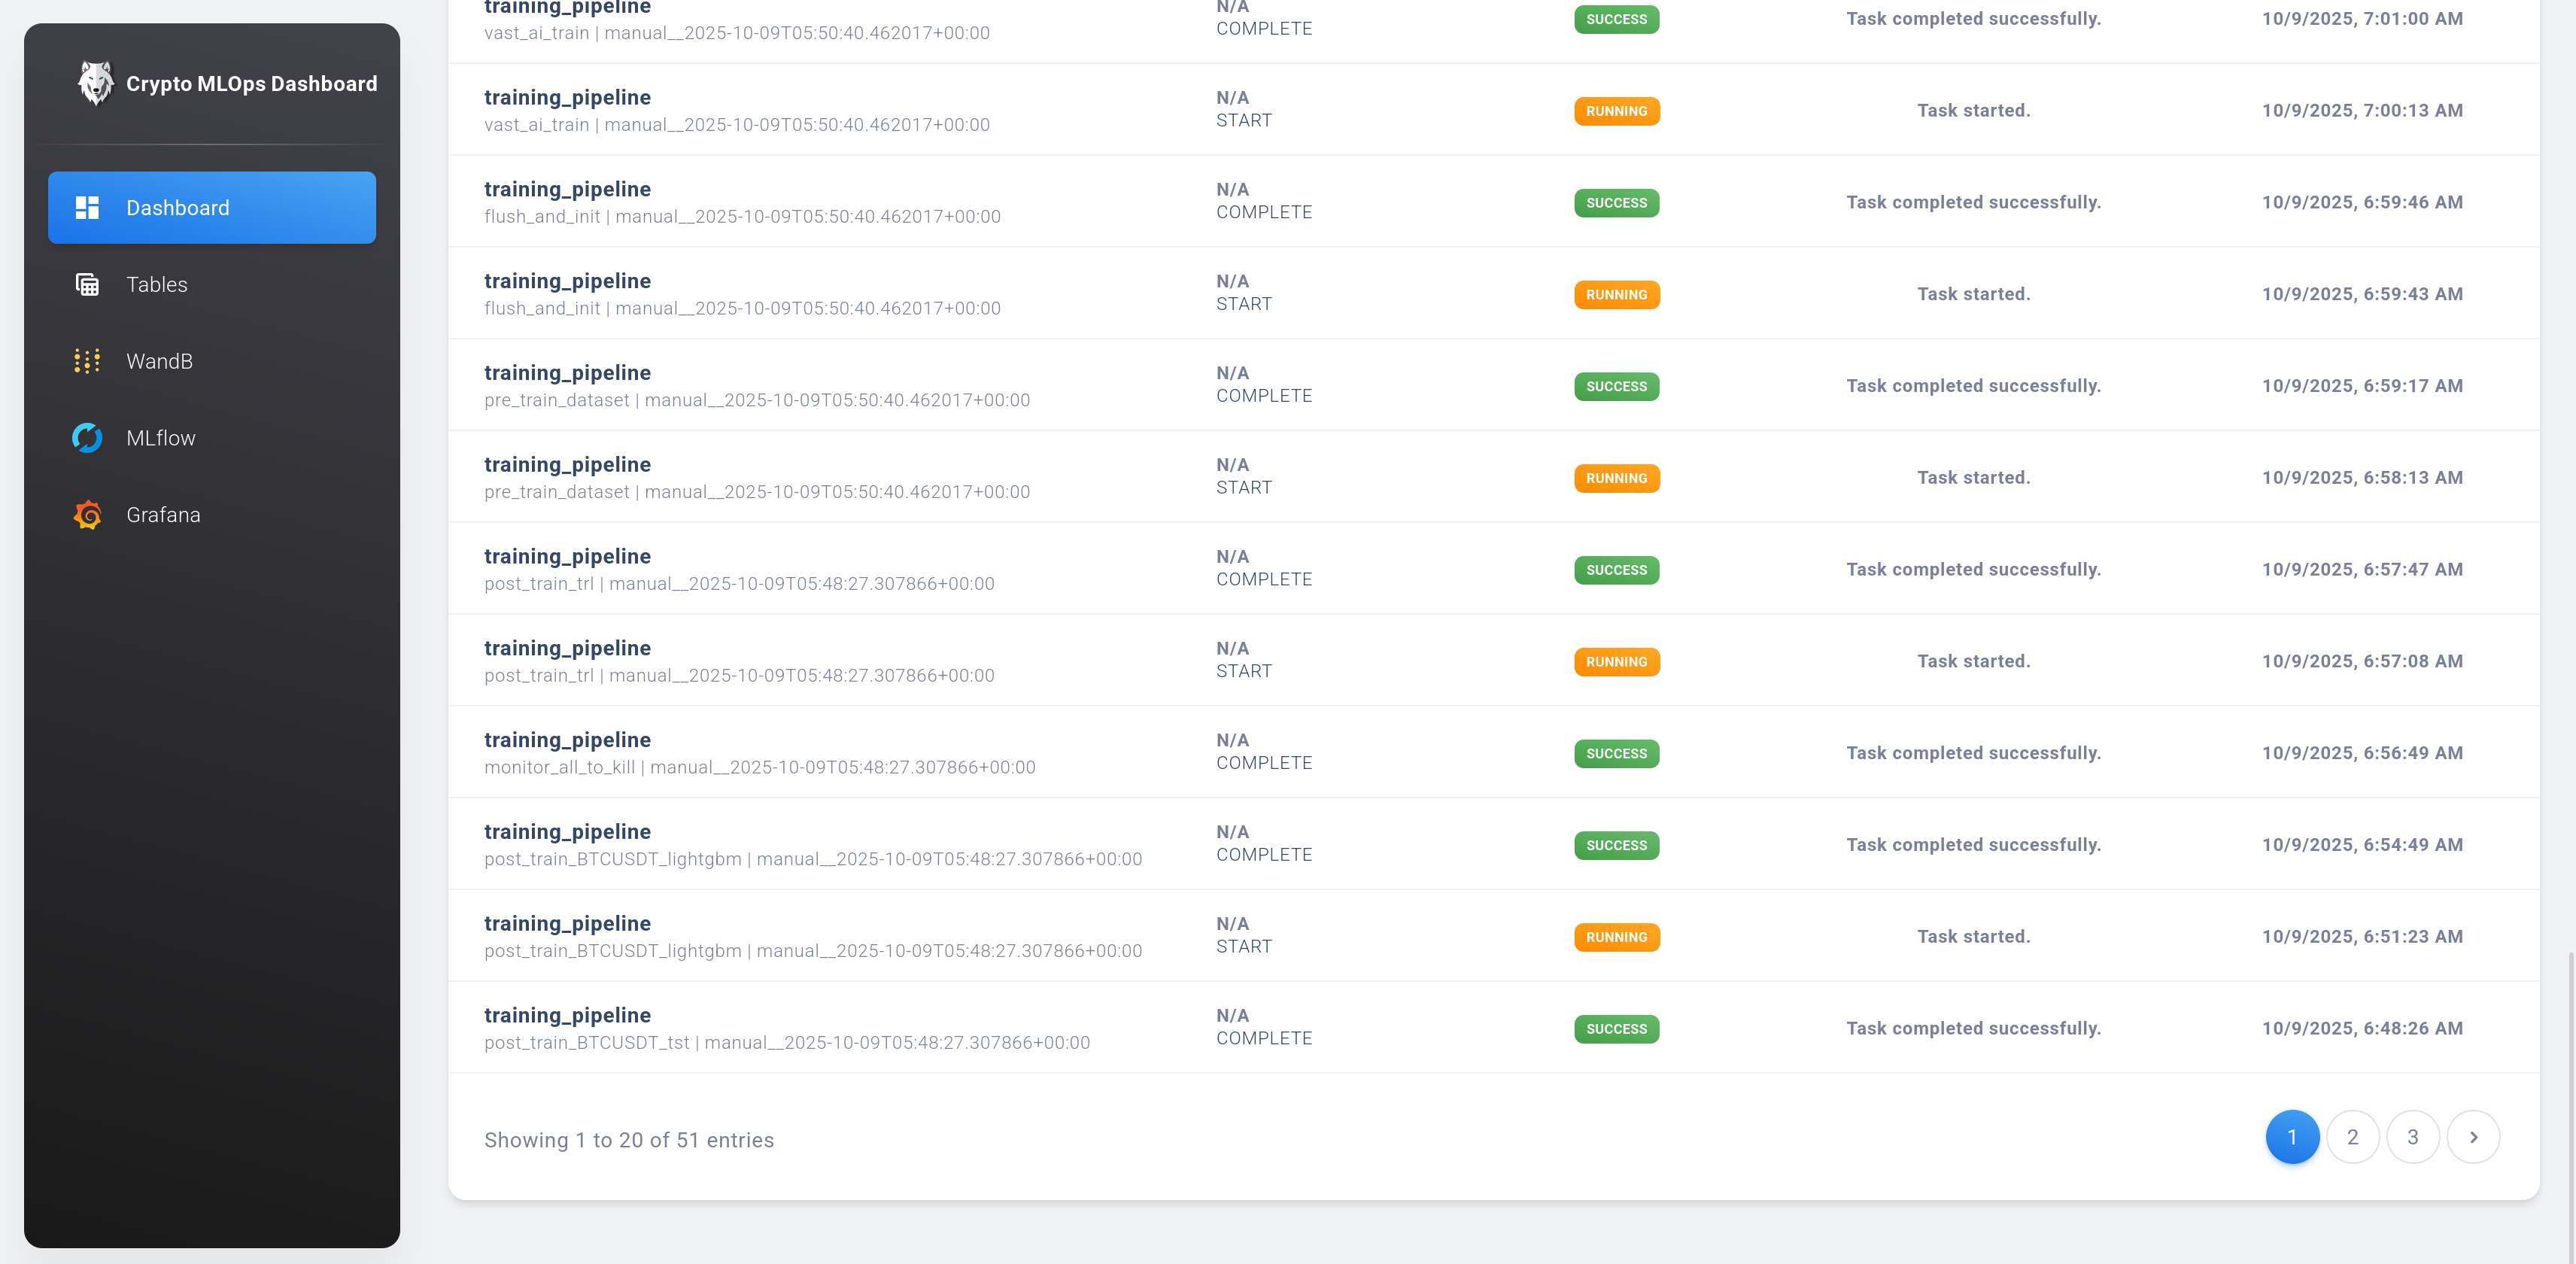 Crypto MLOps Dashboard
Dashboard
Tables
WandB
MLflow
Grafana
training_pipeline
vast_ai_train | manual__2025-10-09T05:50:40.462017+00:00
N/A
COMPLETE
SUCCESS
Task completed successfully.
10/9/2025, 7:01:00 AM
training_pipeline
vast_ai_train | manual__2025-10-09T05:50:40.462017+00:00
N/A
START
RUNNING
Task started.
10/9/2025, 7:00:13 AM
training_pipeline
flush_and_init | manual__2025-10-09T05:50:40.462017+00:00
N/A
COMPLETE
SUCCESS
Task completed successfully.
10/9/2025, 6:59:46 AM
training_pipeline
flush_and_init | manual__2025-10-09T05:50:40.462017+00:00
N/A
START
RUNNING
Task started.
10/9/2025, 6:59:43 AM
training_pipeline
pre_train_dataset | manual__2025-10-09T05:50:40.462017+00:00
N/A
COMPLETE
SUCCESS
Task completed successfully.
10/9/2025, 6:59:17 AM
training_pipeline
pre_train_dataset | manual__2025-10-09T05:50:40.462017+00:00
N/A
START
RUNNING
Task started.
10/9/2025, 6:58:13 AM
training_pipeline
post_train_trl | manual__2025-10-09T05:48:27.307866+00:00
N/A
COMPLETE
SUCCESS
Task completed successfully.
10/9/2025, 6:57:47 AM
training_pipeline
post_train_trl | manual__2025-10-09T05:48:27.307866+00:00
N/A
START
RUNNING
Task started.
10/9/2025, 6:57:08 AM
training_pipeline
monitor_all_to_kill | manual__2025-10-09T05:48:27.307866+00:00
N/A
COMPLETE
SUCCESS
Task completed successfully.
10/9/2025, 6:56:49 AM
training_pipeline
post_train_BTCUSDT_lightgbm | manual__2025-10-09T05:48:27.307866+00:00
N/A
COMPLETE
SUCCESS
Task completed successfully.
10/9/2025, 6:54:49 AM
training_pipeline
post_train_BTCUSDT_lightgbm | manual__2025-10-09T05:48:27.307866+00:00
N/A
START
RUNNING
Task started.
10/9/2025, 6:51:23 AM
training_pipeline
post_train_BTCUSDT_tst | manual__2025-10-09T05:48:27.307866+00:00
N/A
COMPLETE
SUCCESS
Task completed successfully.
10/9/2025, 6:48:26 AM
Showing 1 to 20 of 51 entries
1 2 3